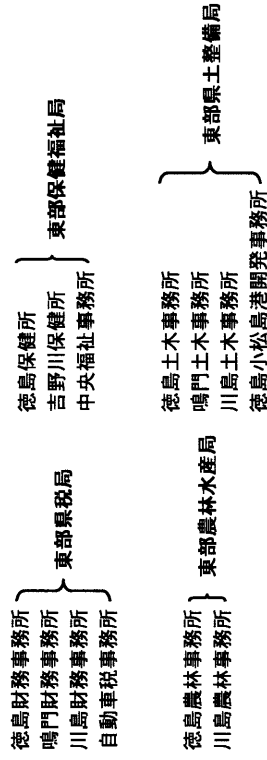 徳島財務事務所
鳴門財務事務所
川島財務事務所
自動車税事務所
東部県税局
徳島保健所
吉野川保健所
中央福祉事務所
東部保健福祉局
徳島農林事務所
川島農林事務所
東部農林水産局
徳島土木事務所
鳴門土木事務所
川島土木事務所
徳島小松島港開発事務所
東部県土整備局